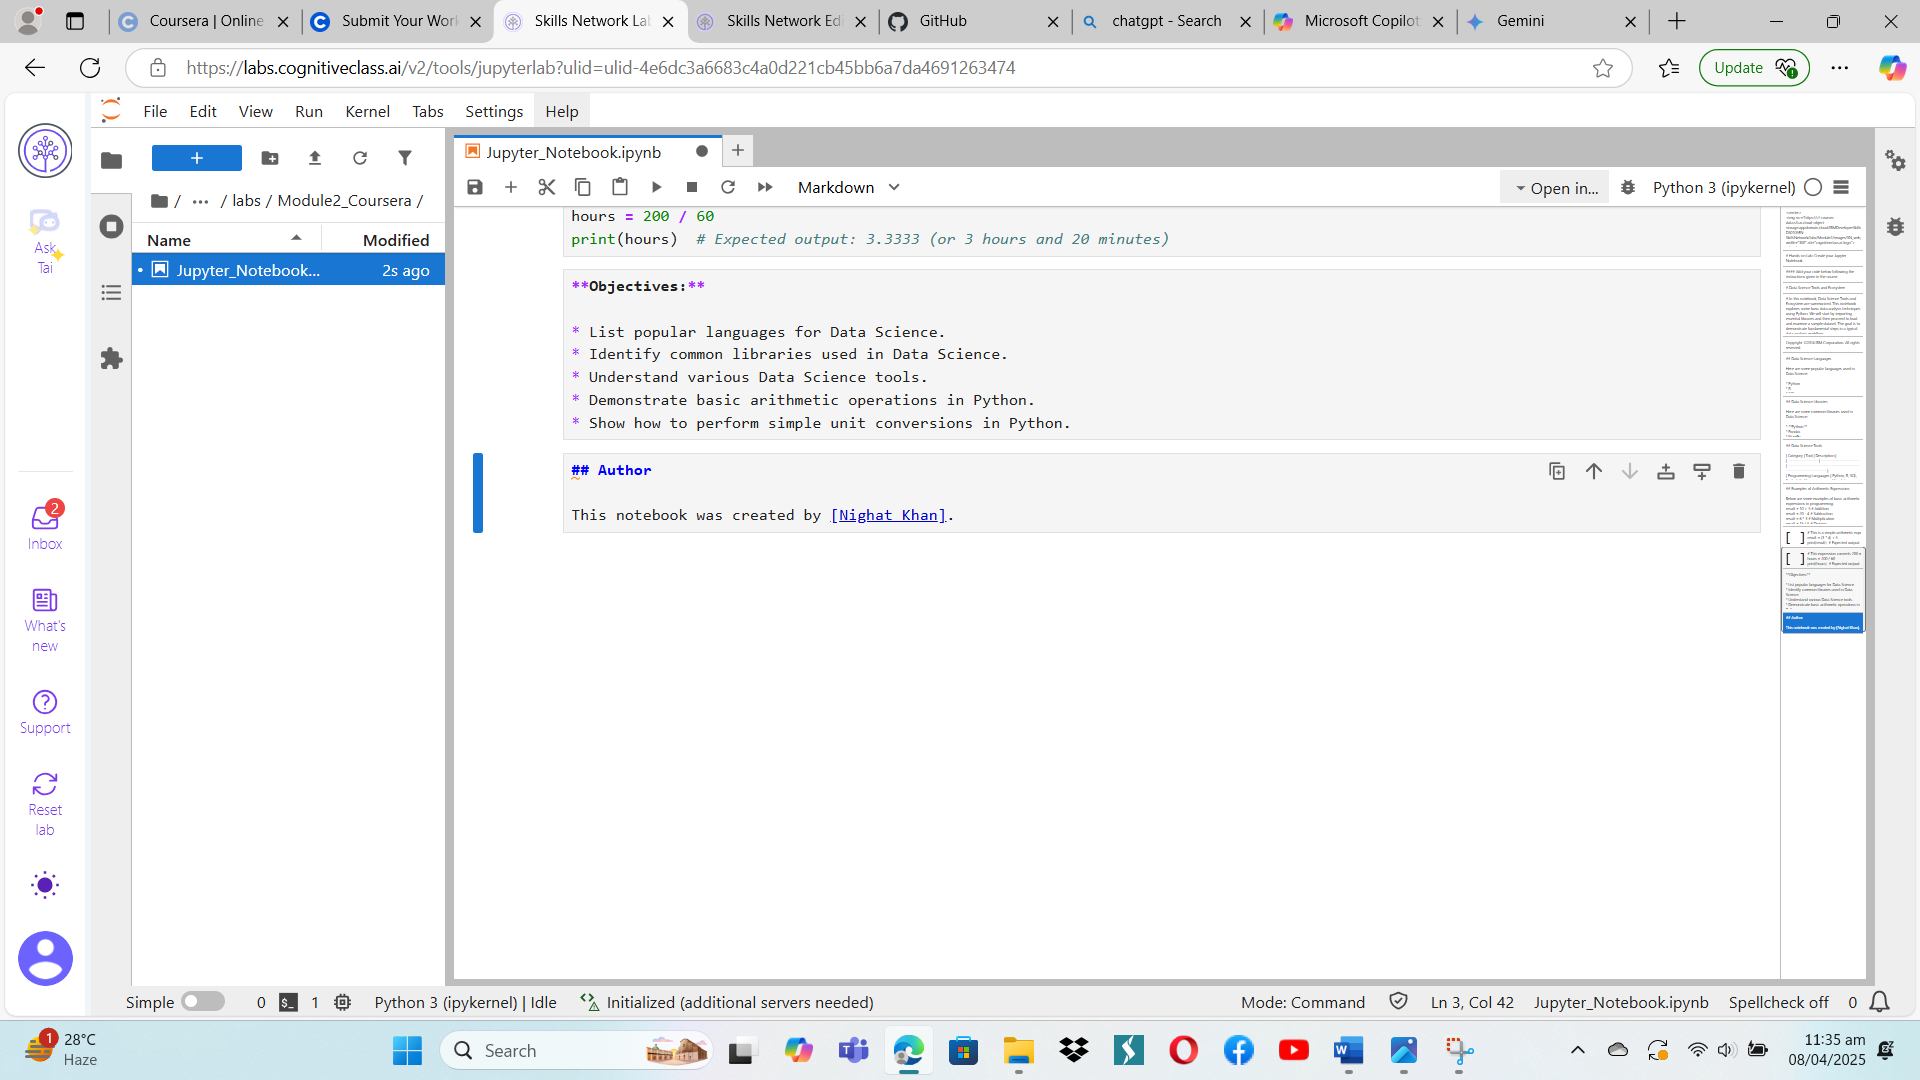 Coursera | Online
Submit Your Work
Skills Network La
Skills Network Edi
GitHub
chatgpt - Search
Microsoft Copilot
Gemini
https://labs.cognitiveclass.ai/v2/tools/jupyterlab?ulid=ulid-4e6dc3a6683c4a0d221cb45bb6a7da4691263474
Update
File Edit View Run Kernel Tabs Settings Help
Ask
Tai
Inbox
2
What's
new
Support
Reset
lab
+
/ ... / labs / Module2_Coursera /
Name Modified
Jupyter_Notebook... 2s ago
Jupyter_Notebook.ipynb
Markdown
Open in...
Python 3 (ipykernel)
hours = 200 / 60
print(hours)  # Expected output: 3.3333 (or 3 hours and 20 minutes)
**Objectives:**
* List popular languages for Data Science.
* Identify common libraries used in Data Science.
* Understand various Data Science tools.
* Demonstrate basic arithmetic operations in Python.
* Show how to perform simple unit conversions in Python.
## Author
This notebook was created by [Nighat Khan].
Simple
0
1
Python 3 (ipykernel) | Idle
Initialized (additional servers needed)
Mode: Command
Ln 3, Col 42
Jupyter_Notebook.ipynb
Spellcheck off
0
1
28°C
Haze
Search
11:35 am
08/04/2025